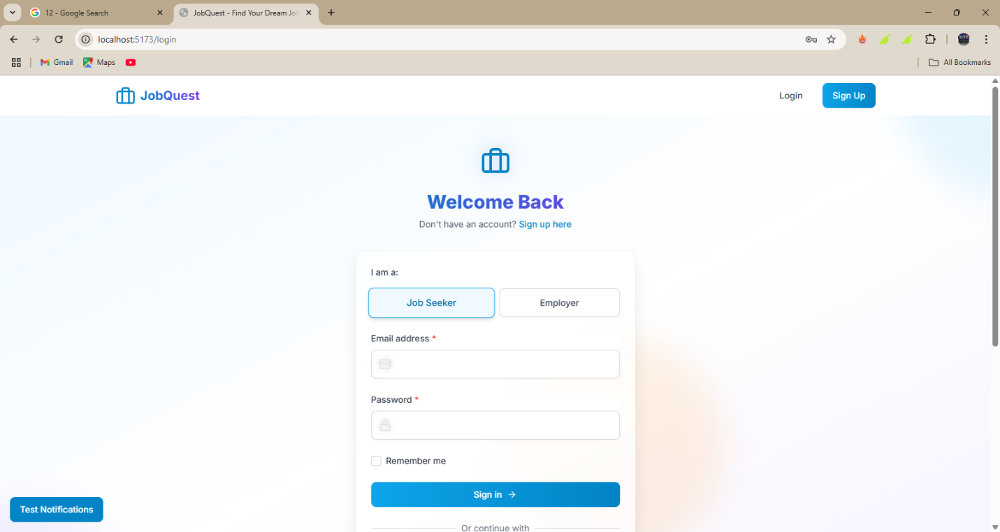 12 - Google Search
JobQuest - Find Your Dream Jo
localhost:5173/login
Gmail
Maps
All Bookmarks
JobQuest
Login
Sign Up
Welcome Back
Don't have an account? Sign up here
I am a:
Job Seeker
Employer
Email address *
Password *
Remember me
Sign in →
Test Notifications
Or continue with